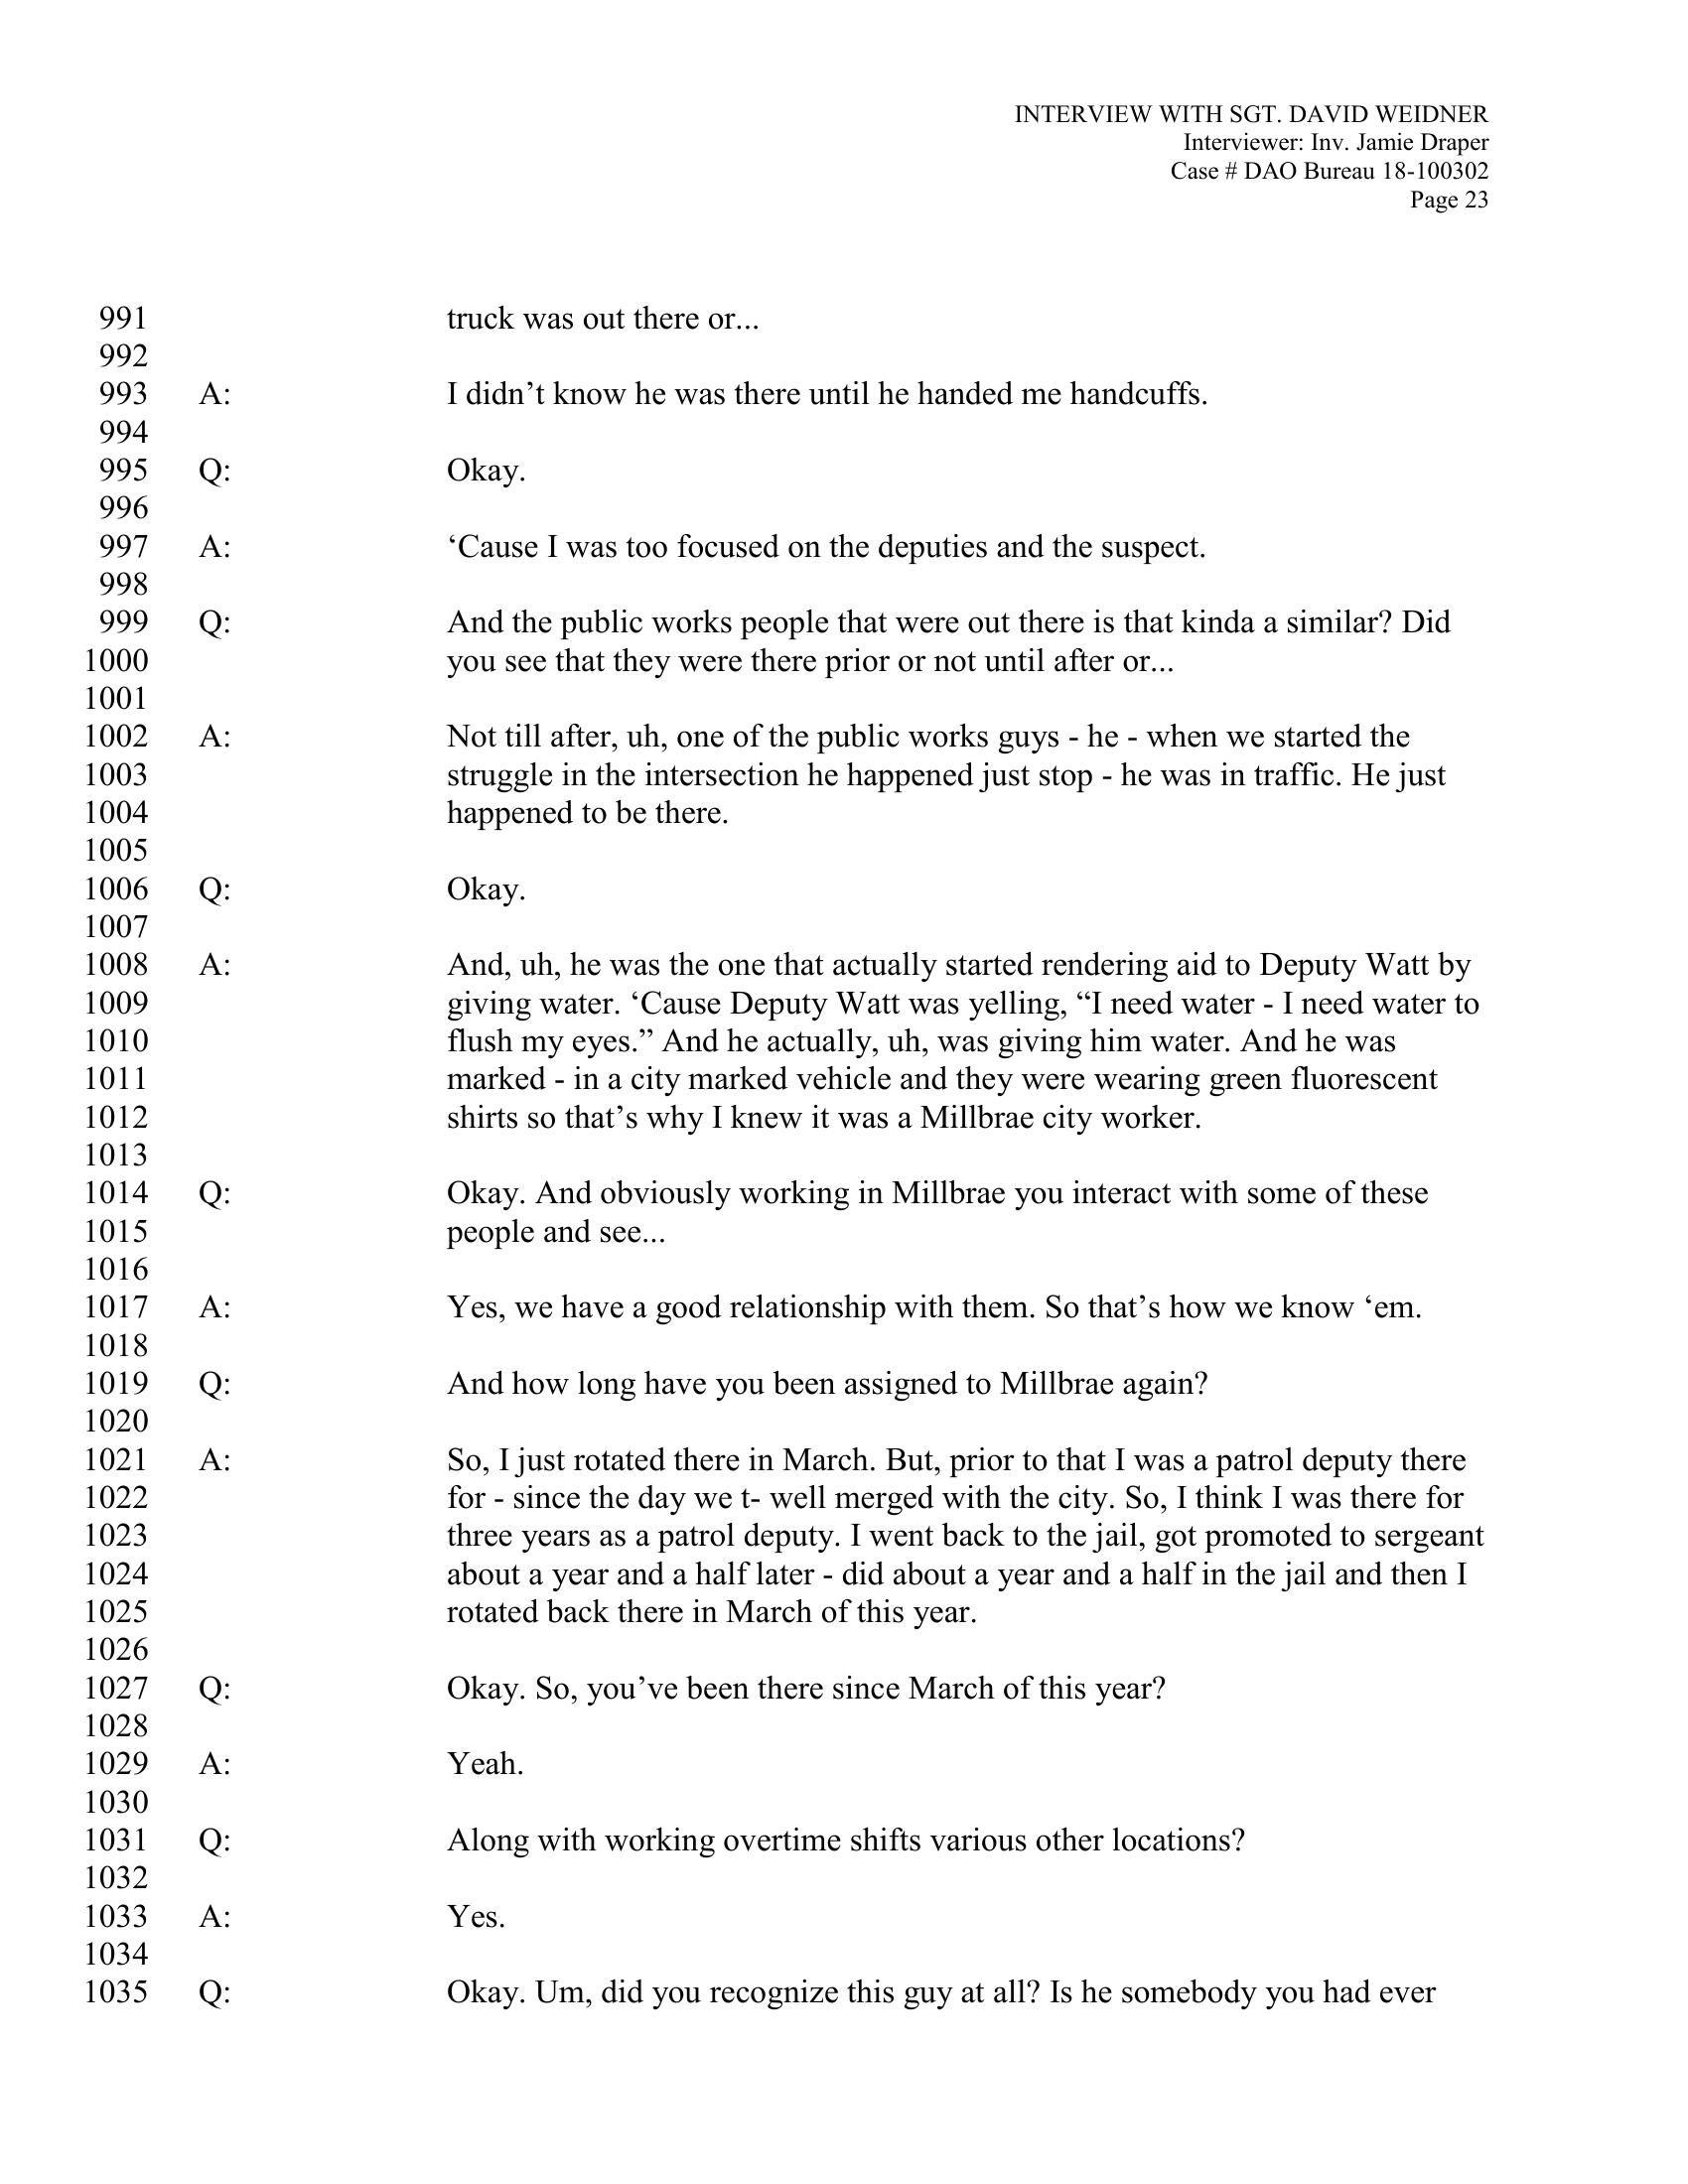 INTERVIEW WITH SGT. DAVID WEIDNER
Interviewer: Inv. Jamie Draper
Case # DAO Bureau 18-100302
Page 23
991 truck was out there or...
992
993 A: I didn’t know he was there until he handed me handcuffs.
994
995 Q: Okay.
996
997 A: ‘Cause I was too focused on the deputies and the suspect.
998
999 Q: And the public works people that were out there is that kinda a similar? Did
1000 you see that they were there prior or not until after or...
1001
1002 A: Not till after, uh, one of the public works guys - he - when we started the
1003 struggle in the intersection he happened just stop - he was in traffic. He just
1004 happened to be there.
1005
1006 Q: Okay.
1007
1008 A: And, uh, he was the one that actually started rendering aid to Deputy Watt by
1009 giving water. ‘Cause Deputy Watt was yelling, “I need water - I need water to
1010 flush my eyes.” And he actually, uh, was giving him water. And he was
1011 marked - in a city marked vehicle and they were wearing green fluorescent
1012 shirts so that’s why I knew it was a Millbrae city worker.
1013
1014 Q: Okay. And obviously working in Millbrae you interact with some of these
1015 people and see...
1016
1017 A: Yes, we have a good relationship with them. So that’s how we know ‘em.
1018
1019 Q: And how long have you been assigned to Millbrae again?
1020
1021 A: So, I just rotated there in March. But, prior to that I was a patrol deputy there
1022 for - since the day we t- well merged with the city. So, I think I was there for
1023 three years as a patrol deputy. I went back to the jail, got promoted to sergeant
1024 about a year and a half later - did about a year and a half in the jail and then I
1025 rotated back there in March of this year.
1026
1027 Q: Okay. So, you’ve been there since March of this year?
1028
1029 A: Yeah.
1030
1031 Q: Along with working overtime shifts various other locations?
1032
1033 A: Yes.
1034
1035 Q: Okay. Um, did you recognize this guy at all? Is he somebody you had ever